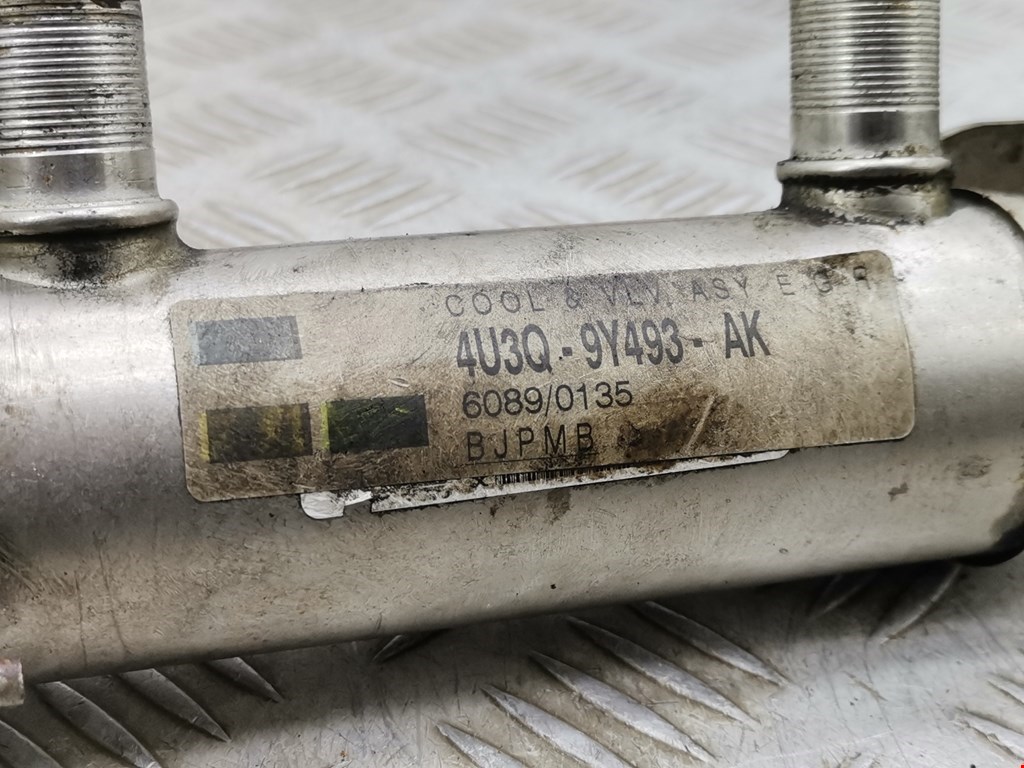 COOL & VLV. ASY E G R
4U3Q - 9Y493 - AK
6089/0135
BJPMB